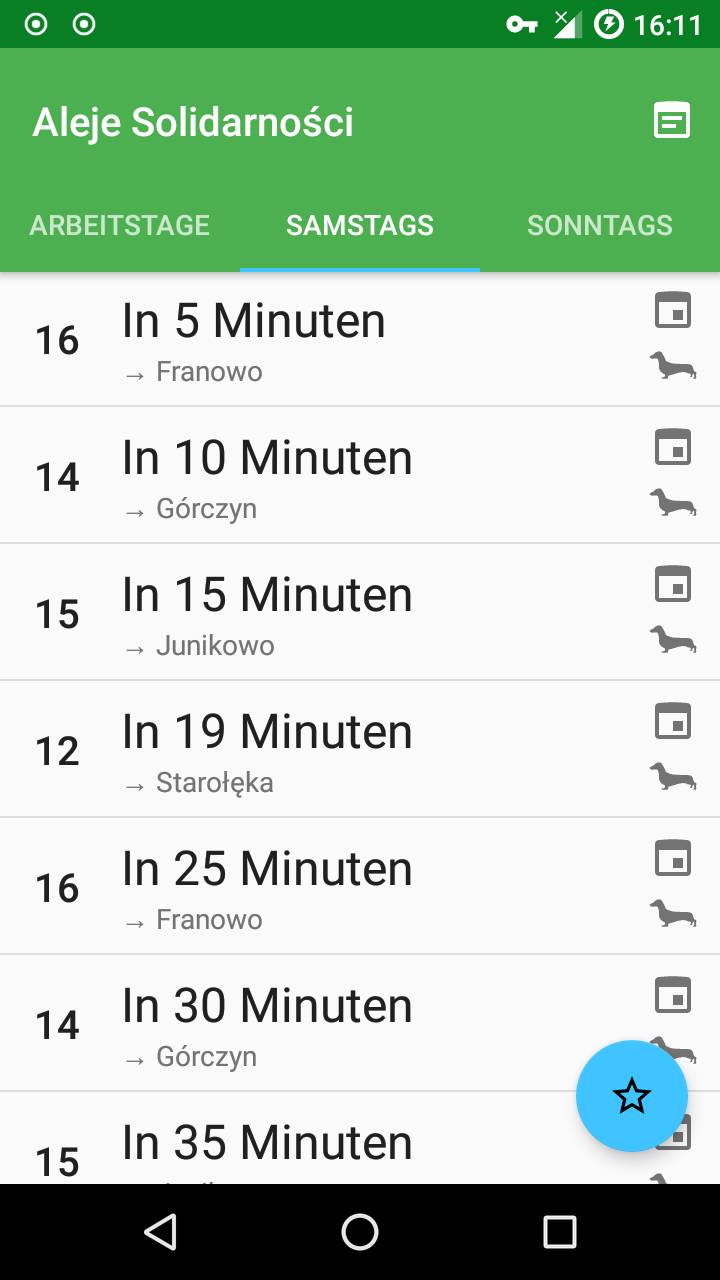 16:11
Aleje Solidarności
ARBEITSTAGE SAMSTAGS SONNTAGS
16 In 5 Minuten
→ Franowo
14 In 10 Minuten
→ Górczyn
15 In 15 Minuten
→ Junikowo
12 In 19 Minuten
→ Starołęka
16 In 25 Minuten
→ Franowo
14 In 30 Minuten
→ Górczyn
15 In 35 Minuten